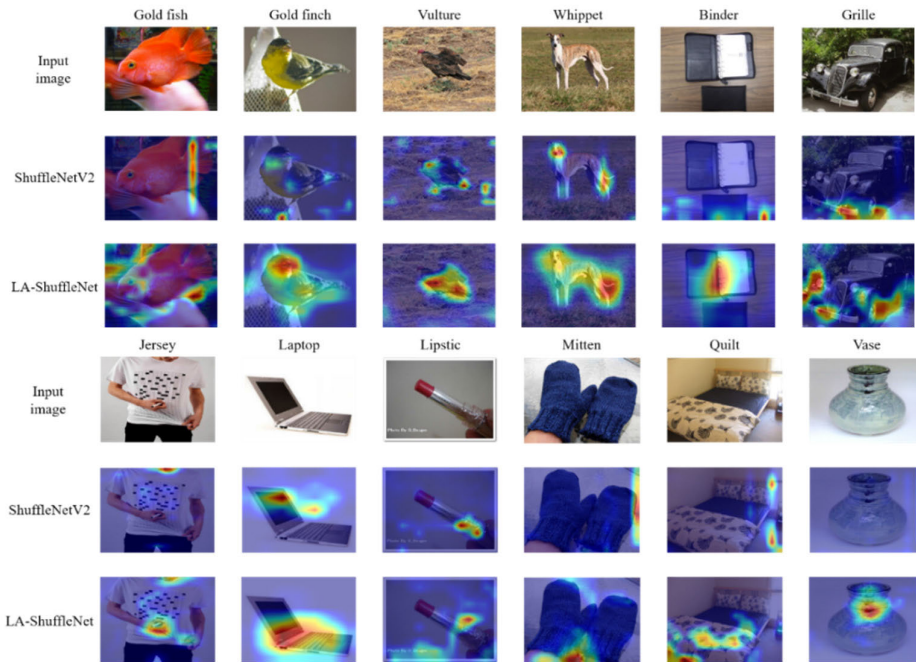 Gold fish Gold finch Vulture Whippet Binder Grille
Input
image
ShuffleNetV2
LA-ShuffleNet
Jersey Laptop Lipstic Mitten Quilt Vase
Input
image
ShuffleNetV2
LA-ShuffleNet